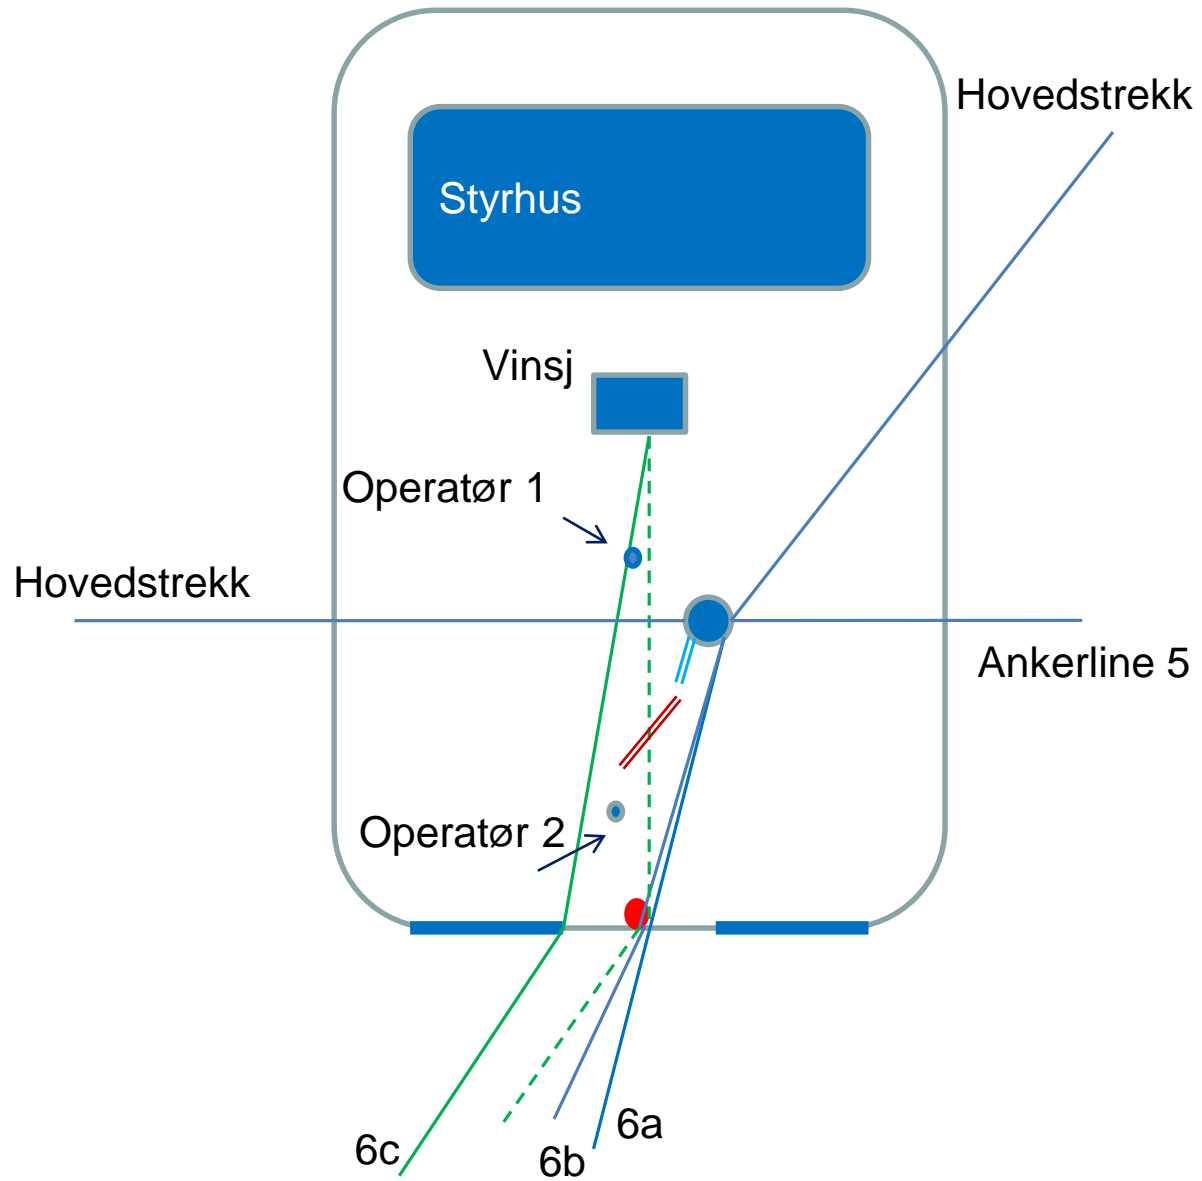 Hovedstrekk
Styrhus
Vinsj
Operatør 1
Hovedstrekk
Ankerline 5
Operatør 2
6a
6c
6b